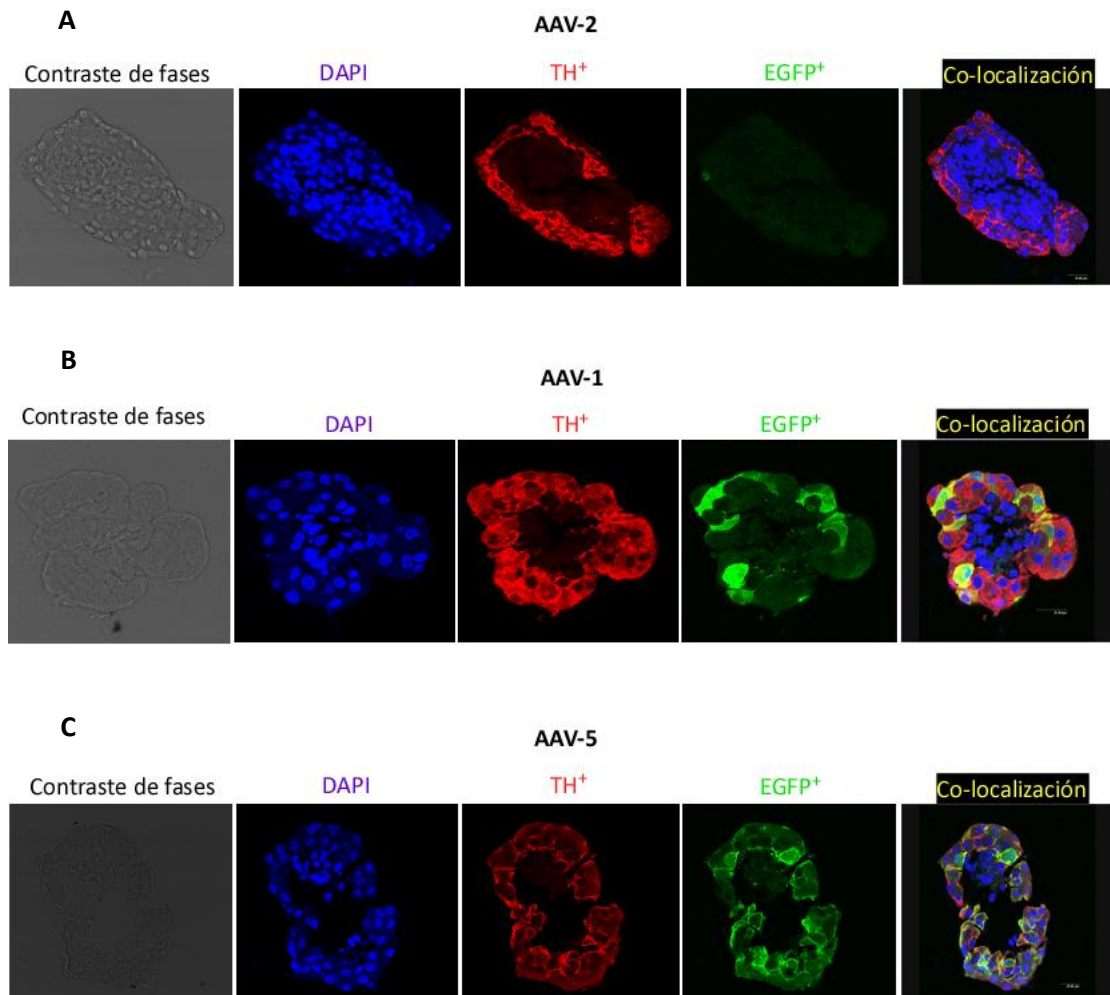 A
AAV-2
Contraste de fases DAPI TH⁺ EGFP⁺ Co-localización
B
AAV-1
Contraste de fases DAPI TH⁺ EGFP⁺ Co-localización
C
AAV-5
Contraste de fases DAPI TH⁺ EGFP⁺ Co-localización